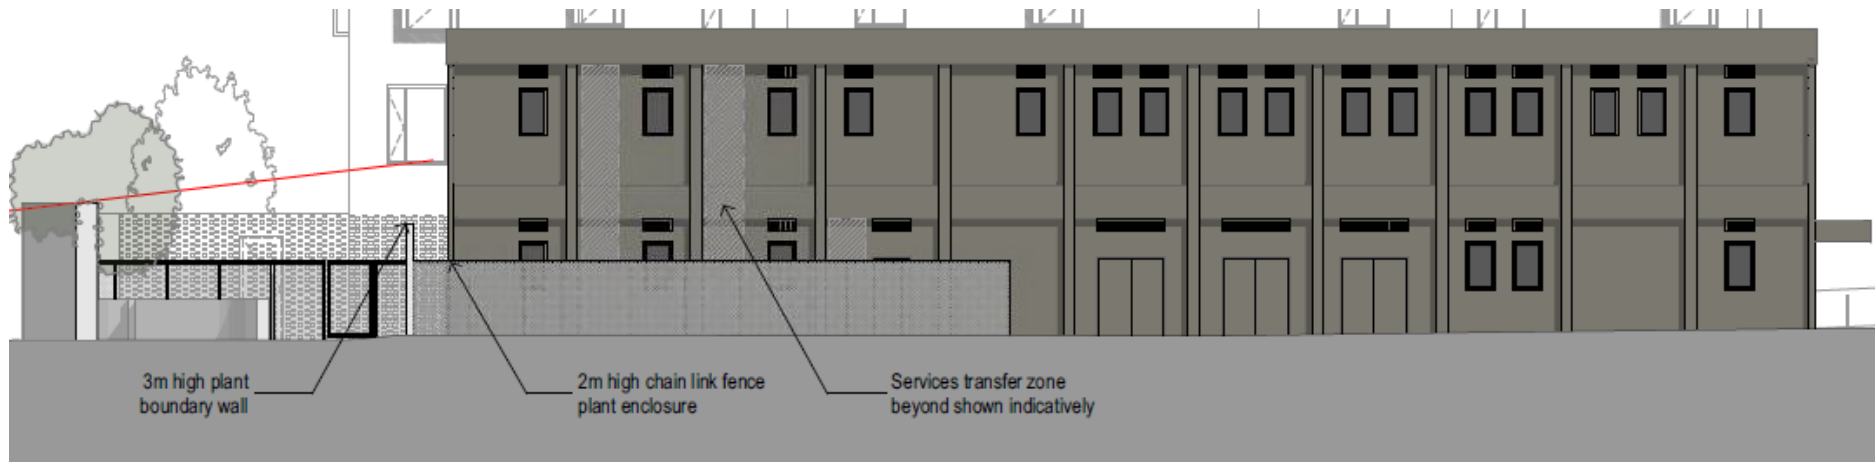 3m high plant
boundary wall
2m high chain link fence
plant enclosure
Services transfer zone
beyond shown indicatively